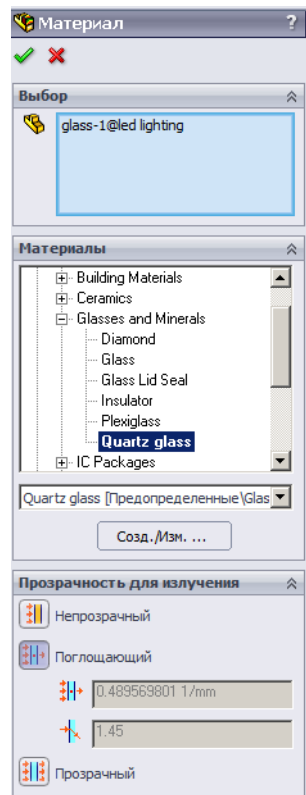 Материал ?
Выбор
glass-1@led lighting
Материалы
Building Materials
Ceramics
Glasses and Minerals
Diamond
Glass
Glass Lid Seal
Insulator
Plexiglass
Quartz glass
IC Packages
Quartz glass [Предопределенные\Glas
Созд./Изм. ...
Прозрачность для излучения
Непрозрачный
Поглощающий
0.489569801 1/mm
1.45
Прозрачный